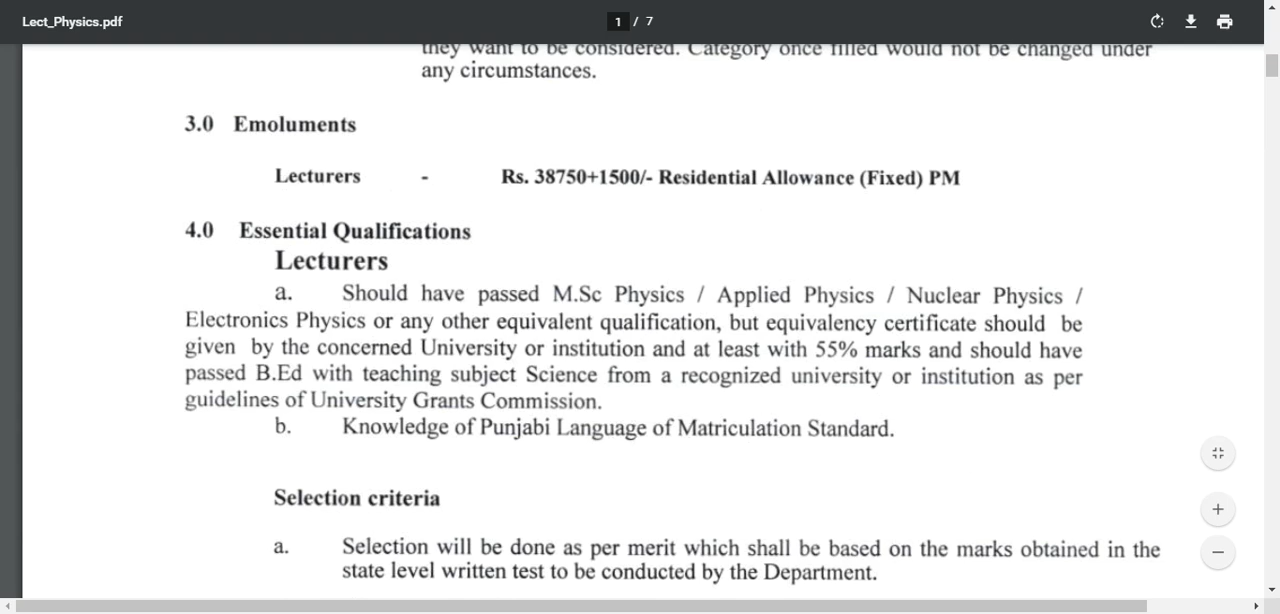 Lect_Physics.pdf
1 / 7
they want to be considered. Category once filled would not be changed under
any circumstances.
3.0 Emoluments
Lecturers - Rs. 38750+1500/- Residential Allowance (Fixed) PM
4.0 Essential Qualifications
Lecturers
a. Should have passed M.Sc Physics / Applied Physics / Nuclear Physics /
Electronics Physics or any other equivalent qualification, but equivalency certificate should be
given by the concerned University or institution and at least with 55% marks and should have
passed B.Ed with teaching subject Science from a recognized university or institution as per
guidelines of University Grants Commission.
b. Knowledge of Punjabi Language of Matriculation Standard.
Selection criteria
a. Selection will be done as per merit which shall be based on the marks obtained in the
state level written test to be conducted by the Department.